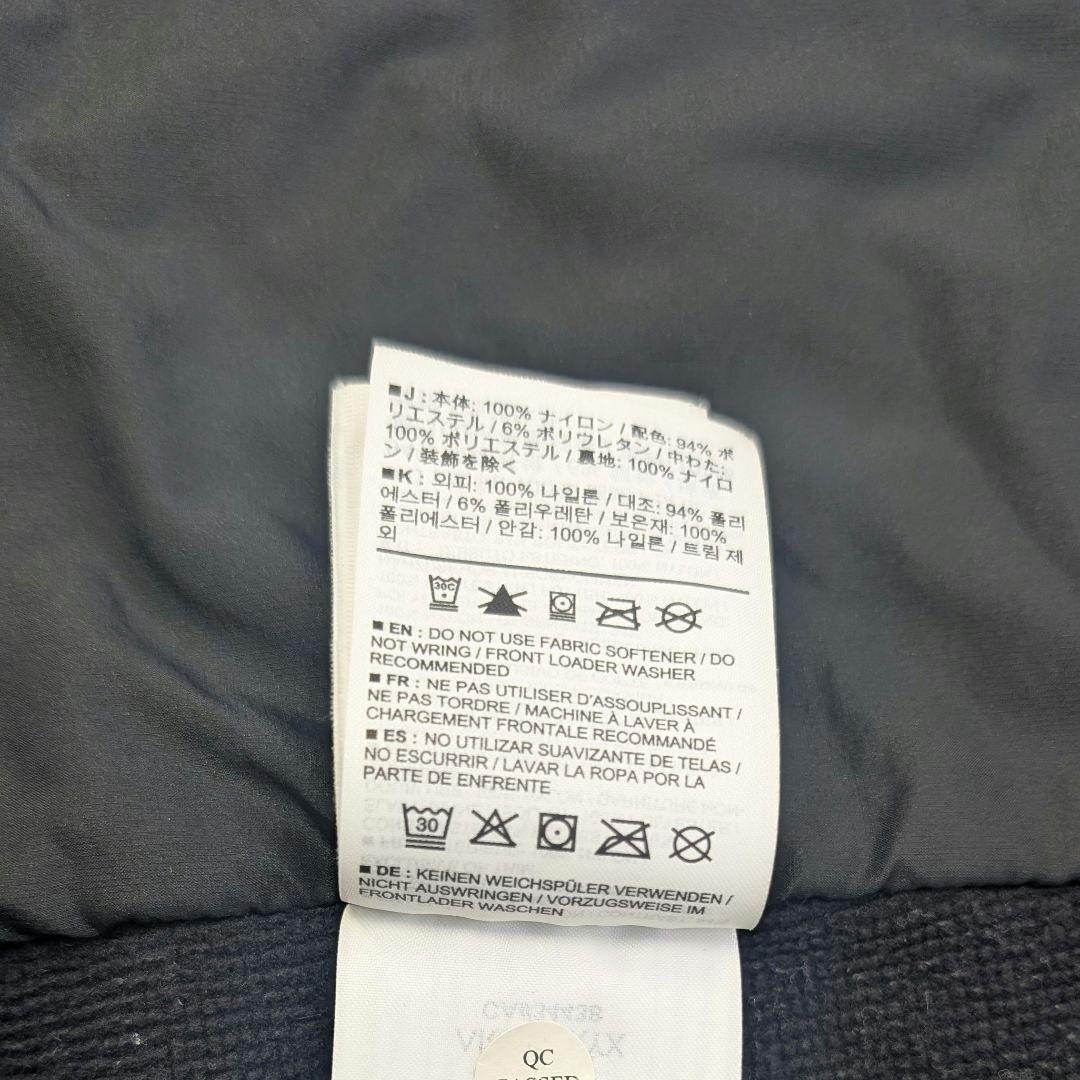 ■J : 本体: 100% ナイロン / 配色: 94% ポ
リエステル / 6% ポリウレタン / 中わた:
100% ポリエステル / 裏地: 100% ナイロ
ン / 装飾を除く
■K : 외피: 100% 나일론 / 대조: 94% 폴리
에스터 / 6% 폴리우레탄 / 보온재: 100%
폴리에스터 / 안감: 100% 나일론 / 트림 제
외
30C
■ EN : DO NOT USE FABRIC SOFTENER / DO
NOT WRING / FRONT LOADER WASHER
RECOMMENDED
■ FR : NE PAS UTILISER D'ASSOUPLISSANT /
NE PAS TORDRE / MACHINE À LAVER À
CHARGEMENT FRONTALE RECOMMANDÉ
■ ES : NO UTILIZAR SUAVIZANTE DE TELAS /
NO ESCURRIR / LAVAR LA ROPA POR LA
PARTE DE ENFRENTE
30
■ DE : KEINEN WEICHSPÜLER VERWENDEN /
NICHT AUSWRINGEN / VORZUGSWEISE IM
FRONTLADER WASCHEN
CA#34438
QC
PASSED